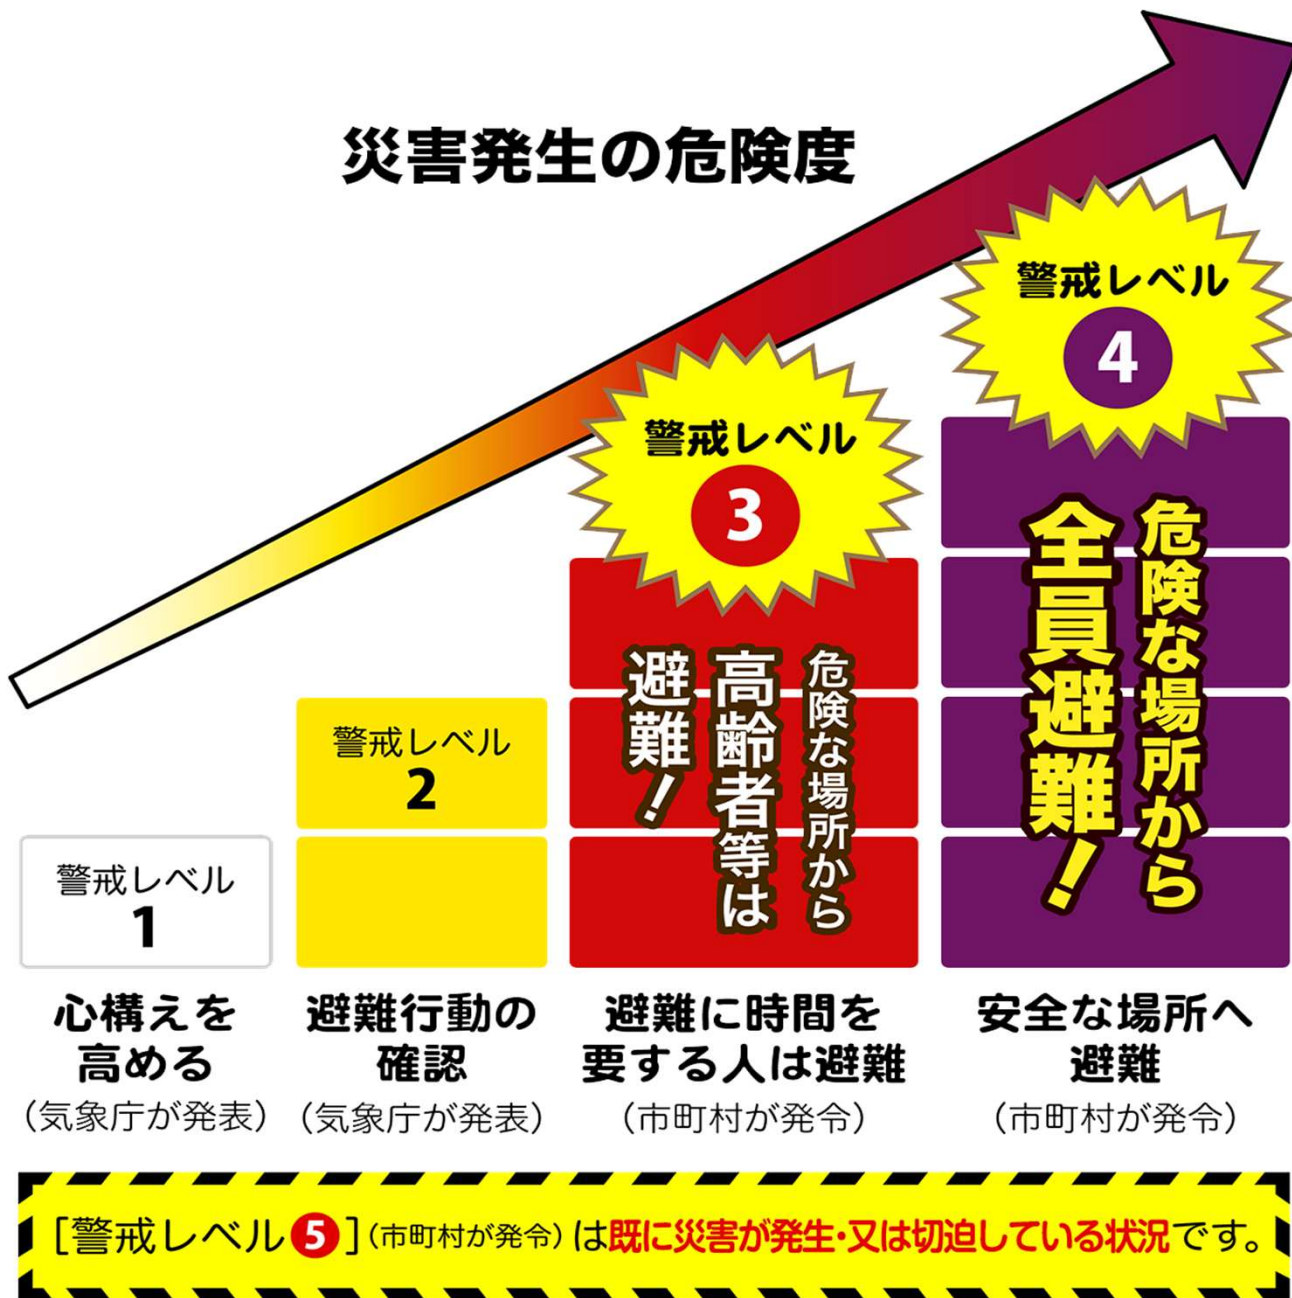 災害発生の危険度
警戒レベル
1
心構えを
高める
(気象庁が発表)
警戒レベル
2
避難行動の
確認
(気象庁が発表)
警戒レベル
3
危険な場所から
高齢者等は
避難!
避難に時間を
要する人は避難
(市町村が発令)
警戒レベル
4
危険な場所から
全員避難!
安全な場所へ
避難
(市町村が発令)
[警戒レベル5](市町村が発令)は既に災害が発生・又は切迫している状況です。